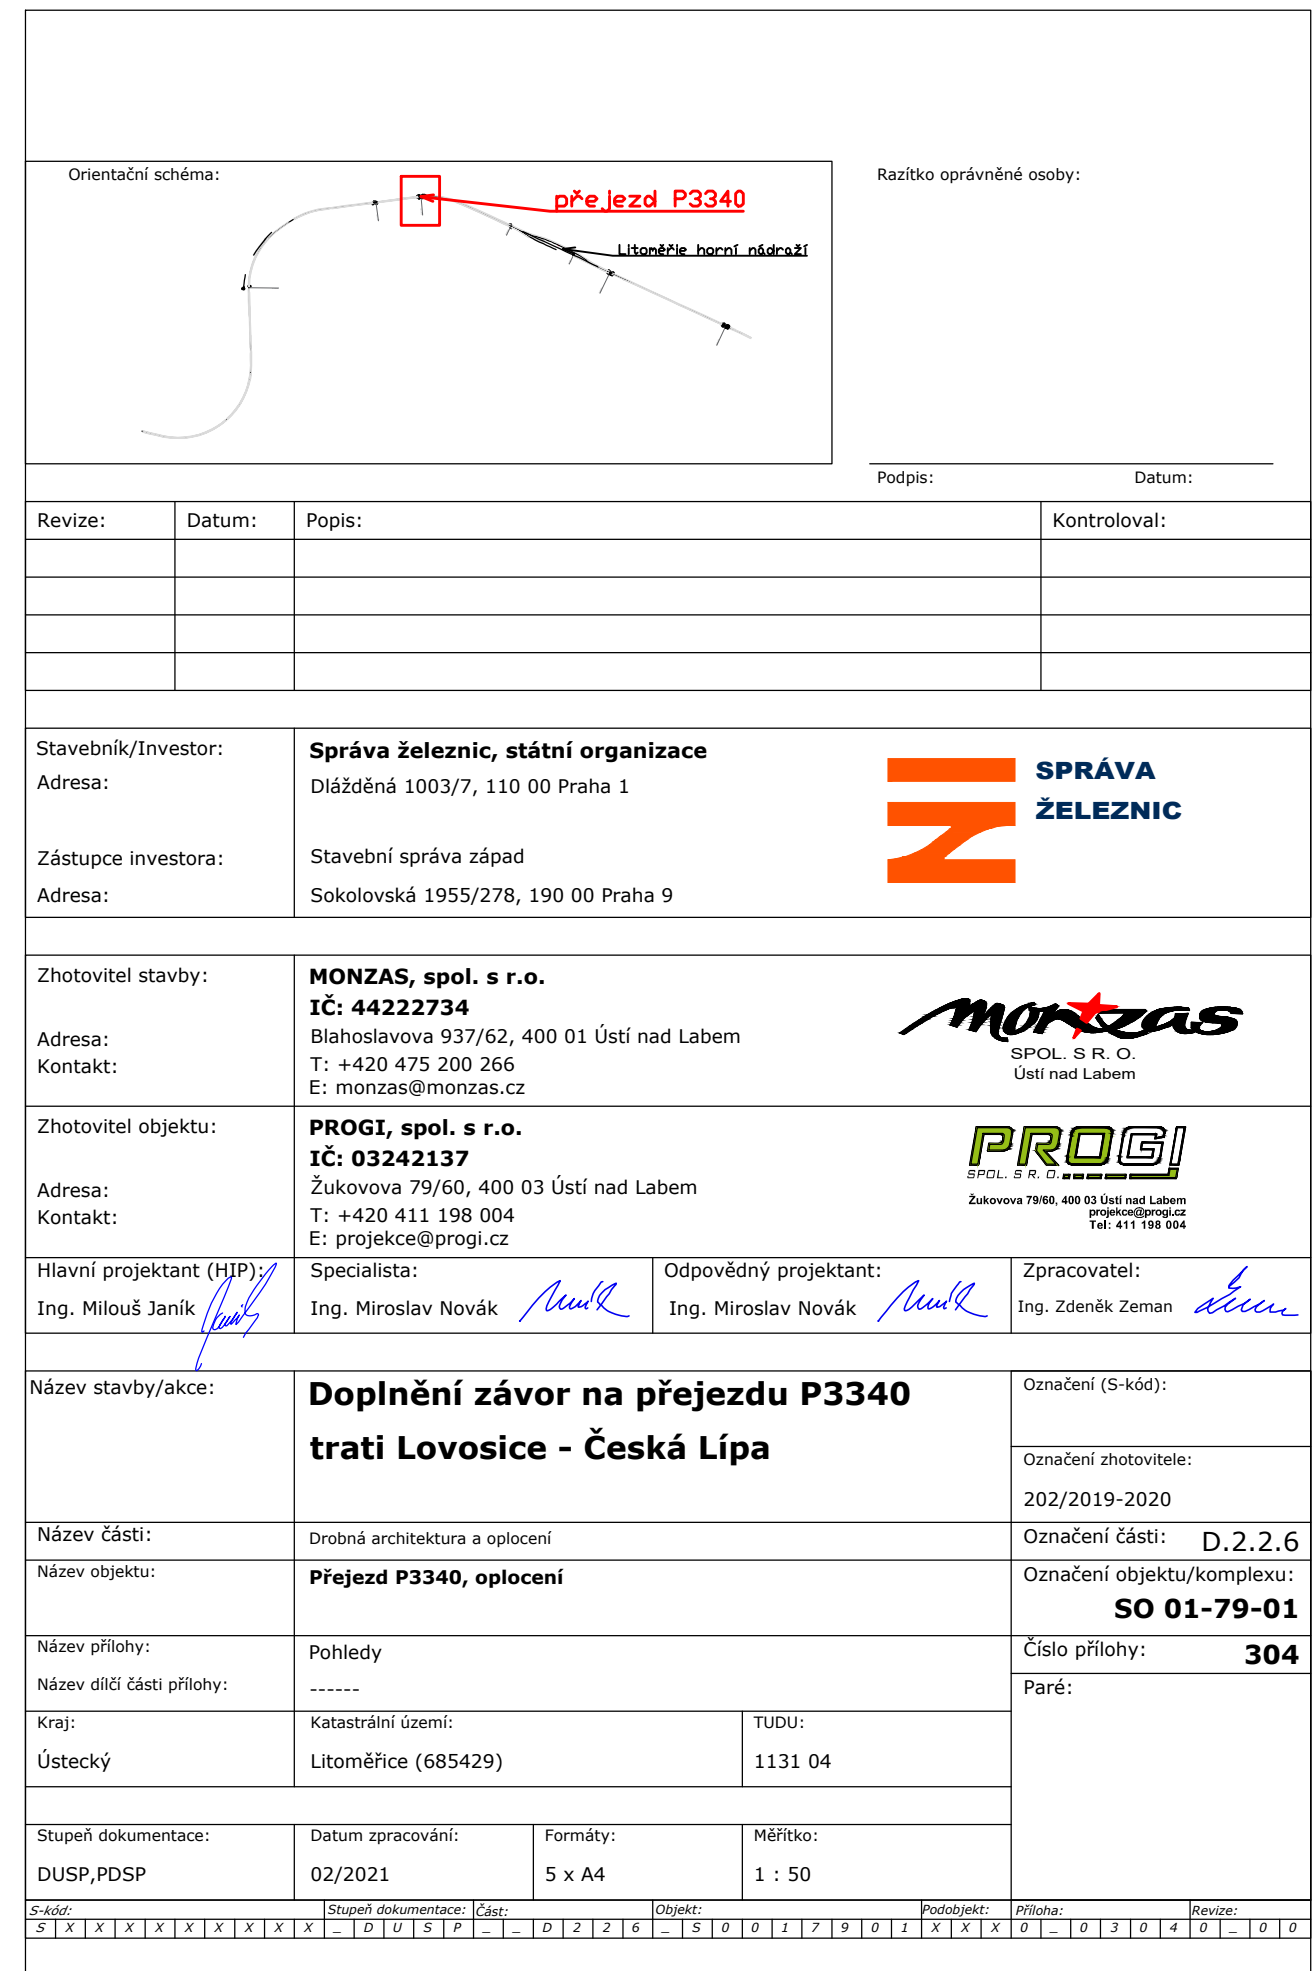 Orientační schéma:
přejezd P3340
Litoměřie horní nádraží
Razítko oprávněné osoby:
Podpis: Datum:
Revize: Datum: Popis: Kontroloval:
Stavebník/Investor: Správa železnic, státní organizace
Adresa: Dlážděná 1003/7, 110 00 Praha 1
SPRÁVA
ŽELEZNIC
Zástupce investora: Stavební správa západ
Adresa: Sokolovská 1955/278, 190 00 Praha 9
Zhotovitel stavby: MONZAS, spol. s r.o.
IČ: 44222734
Adresa: Blahoslavova 937/62, 400 01 Ústí nad Labem
Kontakt: T: +420 475 200 266
E: monzas@monzas.cz
monzas
SPOL. S R. O.
Ústí nad Labem
Zhotovitel objektu: PROGI, spol. s r.o.
IČ: 03242137
Adresa: Žukovova 79/60, 400 03 Ústí nad Labem
Kontakt: T: +420 411 198 004
E: projekce@progi.cz
PROGI
SPOL. S R. O.
Žukovova 79/60, 400 03 Ústí nad Labem
projekce@progi.cz
Tel: 411 198 004
Hlavní projektant (HIP): Specialista: Odpovědný projektant: Zpracovatel:
Ing. Milouš Janík Ing. Miroslav Novák Ing. Miroslav Novák Ing. Zdeněk Zeman
Název stavby/akce: Doplnění závor na přejezdu P3340
trati Lovosice - Česká Lípa
Označení (S-kód):
Označení zhotovitele:
202/2019-2020
Název části: Drobná architektura a oplocení Označení části: D.2.2.6
Název objektu: Přejezd P3340, oplocení Označení objektu/komplexu:
SO 01-79-01
Název přílohy: Pohledy Číslo přílohy: 304
Název dílčí části přílohy: ------ Paré:
Kraj: Katastrální území: TUDU:
Ústecký Litoměřice (685429) 1131 04
Stupeň dokumentace: Datum zpracování: Formáty: Měřítko:
DUSP,PDSP 02/2021 5 x A4 1 : 50
S-kód: Stupeň dokumentace: Část: Objekt: Podobjekt: Příloha: Revize:
S X X X X X X X X X _ D U S P _ _ D 2 2 6 _ S 0 0 1 7 9 0 1 X X X 0 _ 0 3 0 4 0 _ 0 0